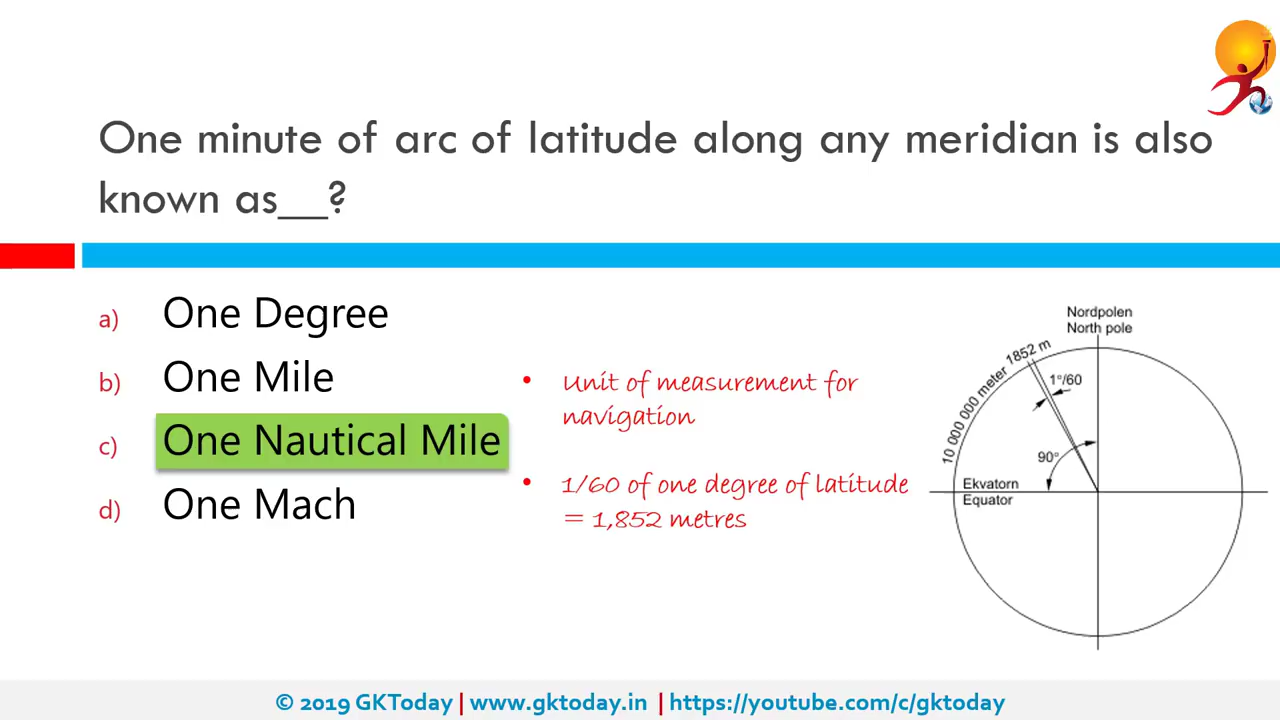 One minute of arc of latitude along any meridian is also
known as__?
a) One Degree
b) One Mile
c) One Nautical Mile
d) One Mach
• Unit of measurement for
navigation
• 1/60 of one degree of latitude
= 1,852 metres
Nordpolen
North pole
10 000 000 meter
1852 m
1°/60
90°
Ekvatorn
Equator
© 2019 GKToday | www.gktoday.in | https://youtube.com/c/gktoday